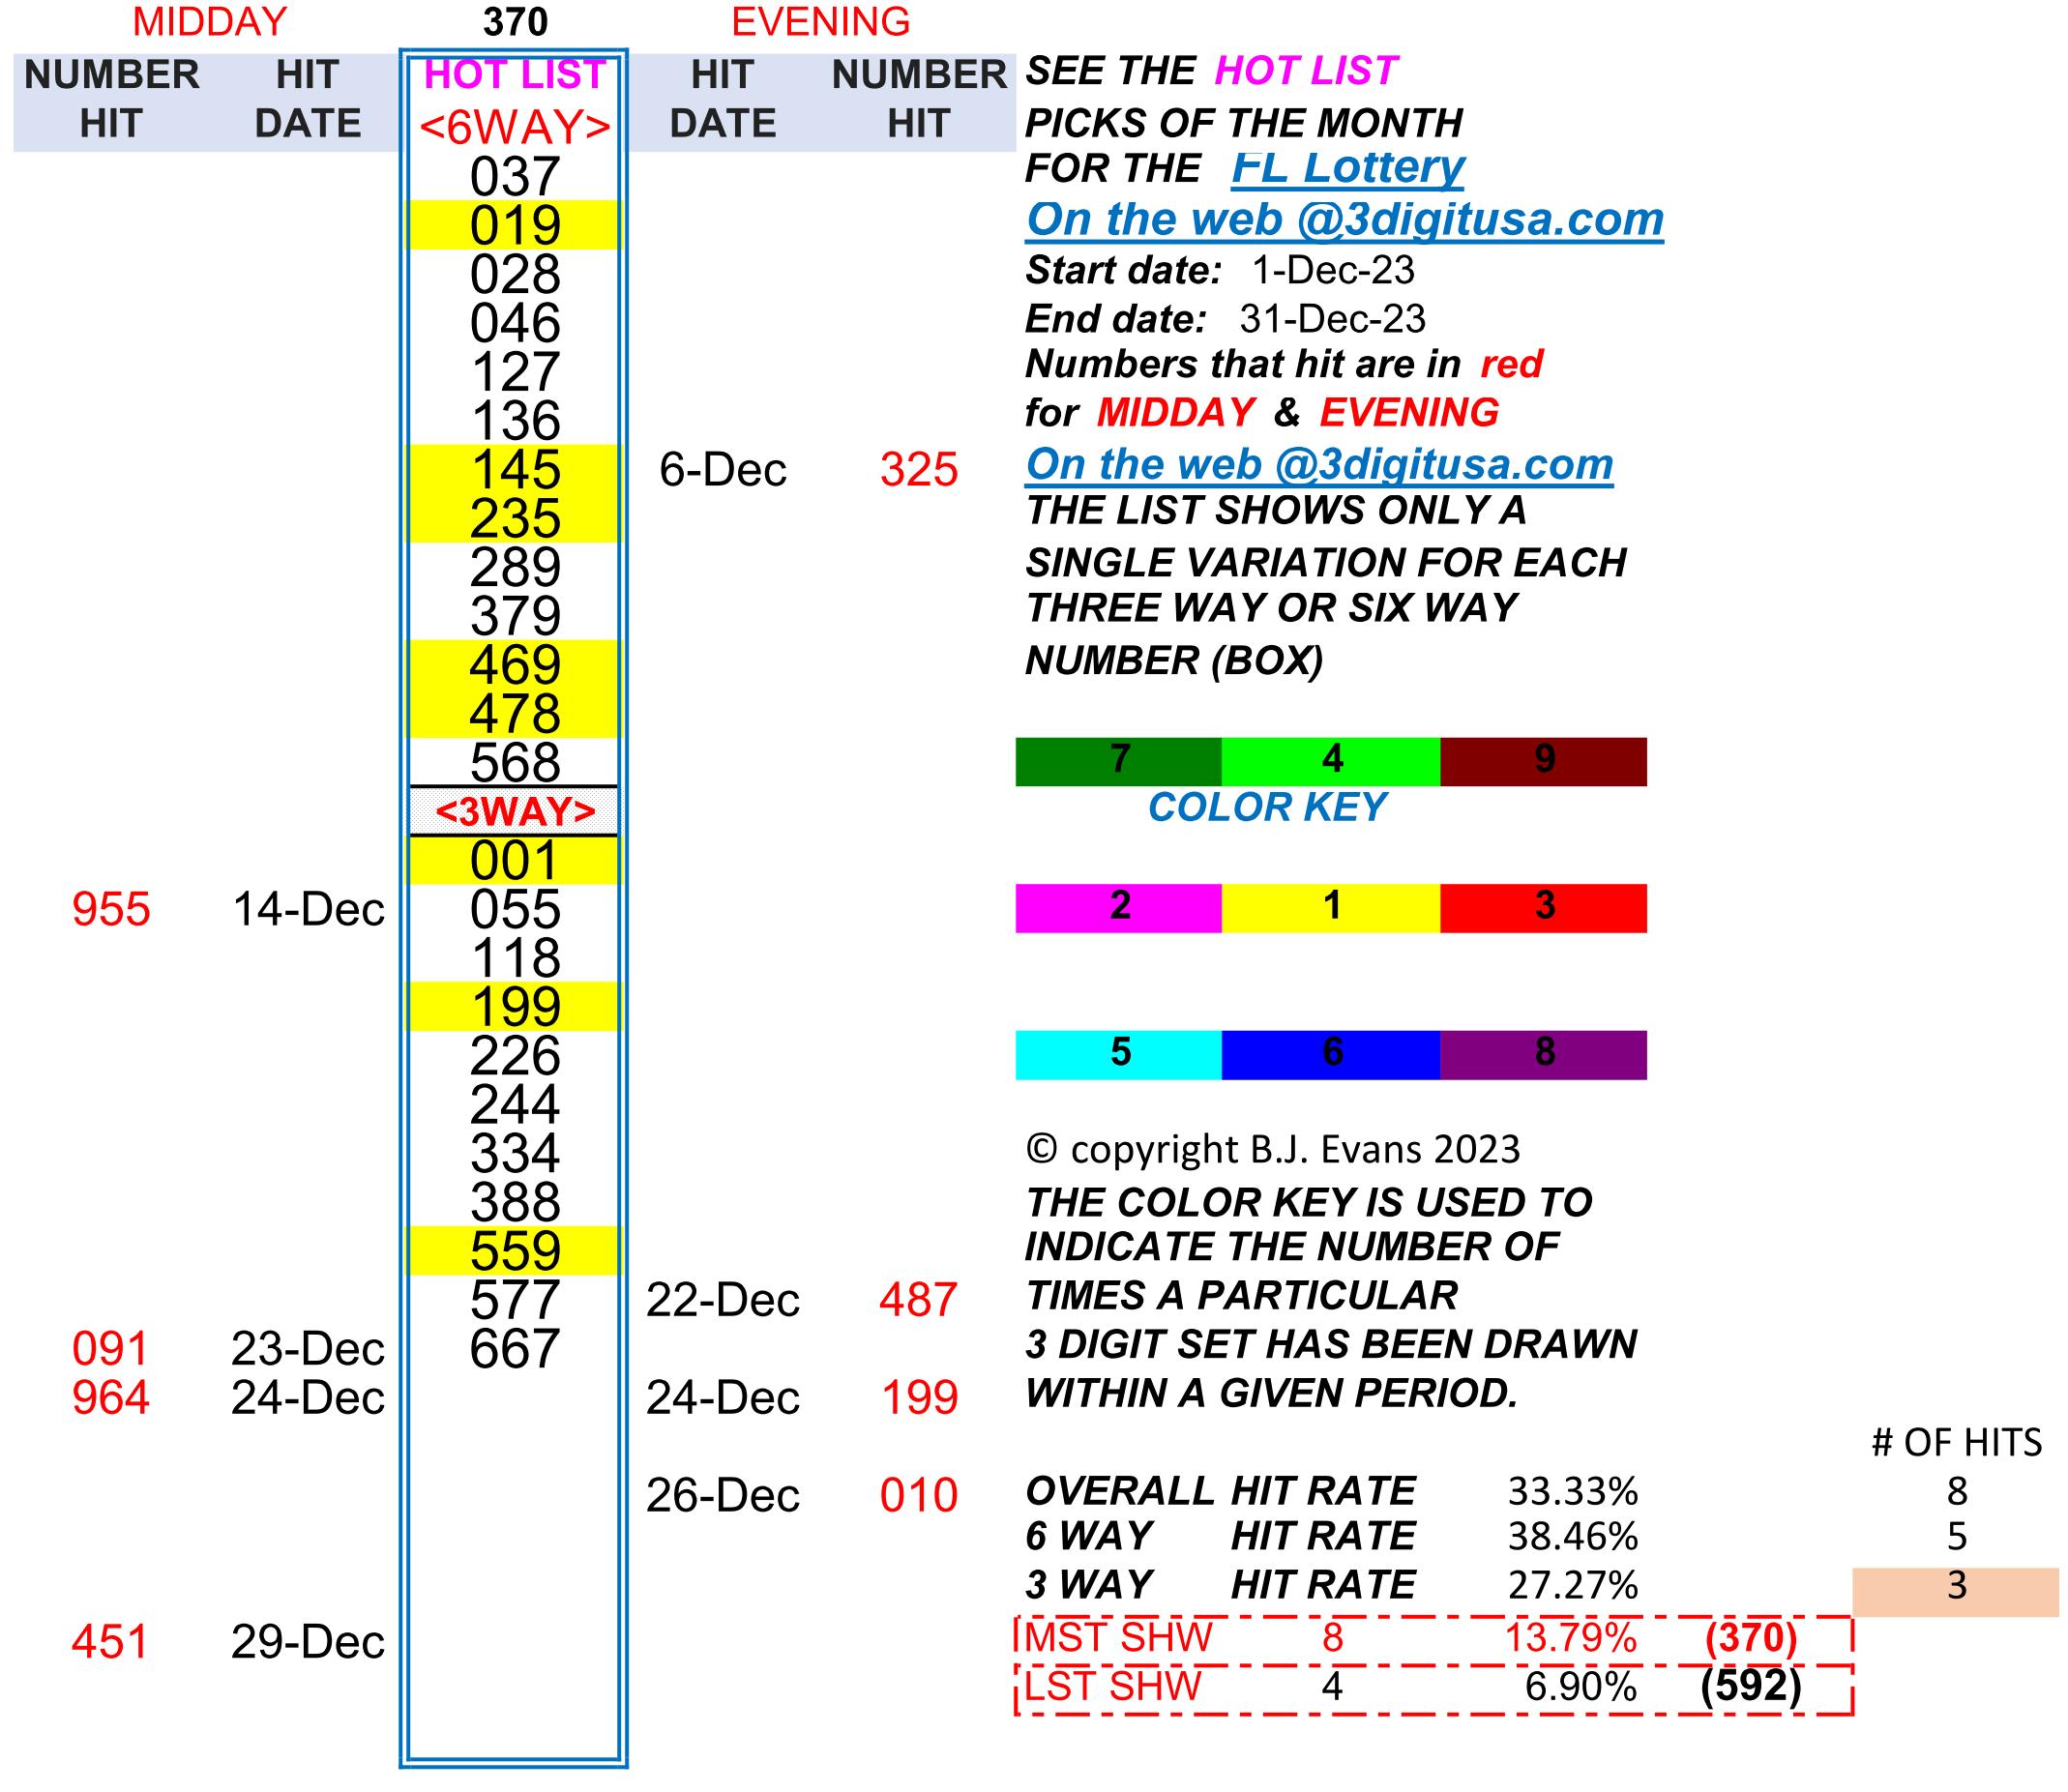 MIDDAY 370 EVENING
NUMBER HIT HOT LIST HIT NUMBER SEE THE HOT LIST
HIT DATE <6WAY> DATE HIT PICKS OF THE MONTH
037 FOR THE FL Lottery
019 On the web @3digitusa.com
028 Start date: 1-Dec-23
046 End date: 31-Dec-23
127 Numbers that hit are in red
136 for MIDDAY & EVENING
145 6-Dec 325 On the web @3digitusa.com
235 THE LIST SHOWS ONLY A
289 SINGLE VARIATION FOR EACH
379 THREE WAY OR SIX WAY
469 NUMBER (BOX)
478
568 7 4 9
<3WAY> COLOR KEY
001
955 14-Dec 055 2 1 3
118
199
226 5 6 8
244
334 © copyright B.J. Evans 2023
388 THE COLOR KEY IS USED TO
559 INDICATE THE NUMBER OF
577 22-Dec 487 TIMES A PARTICULAR
091 23-Dec 667 3 DIGIT SET HAS BEEN DRAWN
964 24-Dec 24-Dec 199 WITHIN A GIVEN PERIOD.
# OF HITS
26-Dec 010 OVERALL HIT RATE 33.33% 8
6 WAY HIT RATE 38.46% 5
3 WAY HIT RATE 27.27% 3
451 29-Dec MST SHW 8 13.79% (370)
LST SHW 4 6.90% (592)